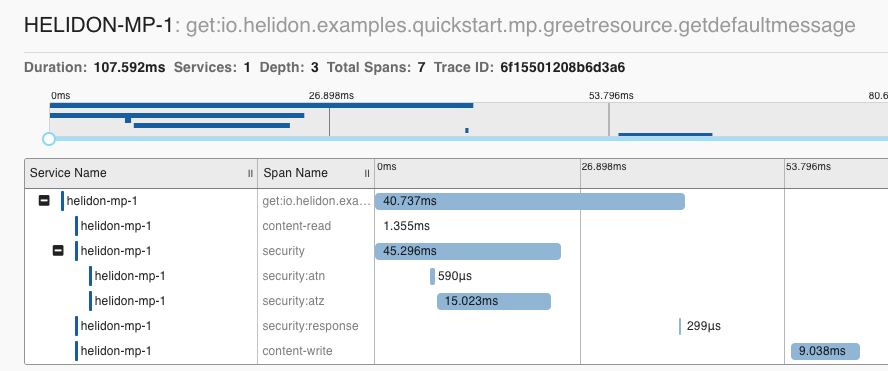 HELIDON-MP-1: get:io.helidon.examples.quickstart.mp.greetresource.getdefaultmessage
Duration: 107.592ms Services: 1 Depth: 3 Total Spans: 7 Trace ID: 6f15501208b6d3a6
0ms 26.898ms 53.796ms 80.6
Service Name Span Name 0ms 26.898ms 53.796ms
helidon-mp-1 get:io.helidon.exa... 40.737ms
helidon-mp-1 content-read 1.355ms
helidon-mp-1 security 45.296ms
helidon-mp-1 security:atn 590µs
helidon-mp-1 security:atz 15.023ms
helidon-mp-1 security:response 299µs
helidon-mp-1 content-write 9.038ms